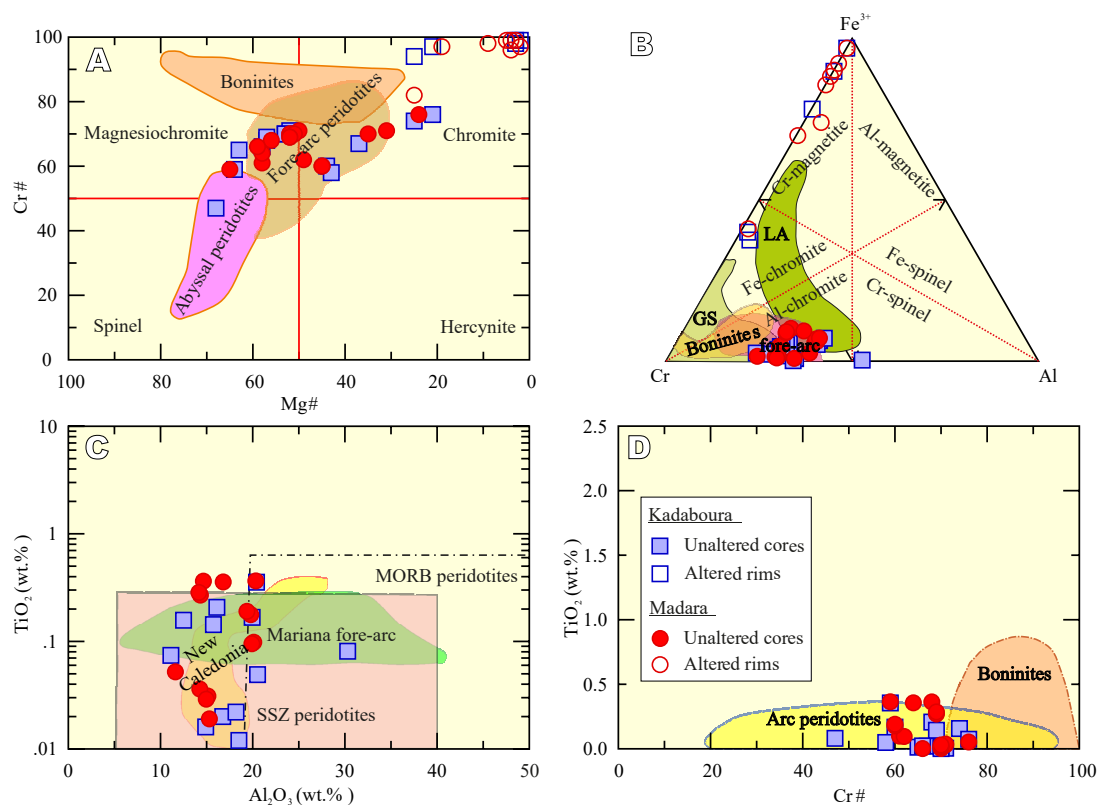 A
100
80
60
40
20
0
Cr#
100
80
60
40
20
0
Mg#
Boninites
Magnesiochromite
Chromite
Fore-arc peridotites
Abyssal peridotites
Spinel
Hercynite
B
Fe3+
Cr-magnetite
Al-magnetite
LA
Fe-chromite
Al-chromite
Fe-spinel
Cr-spinel
GS
Boninites
fore-arc
Cr
Al
C
10
1
.1
.01
TiO2 (wt.%)
0
10
20
30
40
50
Al2O3 (wt.%)
MORB peridotites
Mariana fore-arc
New
Caledonia
SSZ peridotites
D
2.5
2.0
1.5
1.0
0.5
0.0
TiO2 (wt.%)
0
20
40
60
80
100
Cr#
Kadaboura
Unaltered cores
Altered rims
Madara
Unaltered cores
Altered rims
Boninites
Arc peridotites